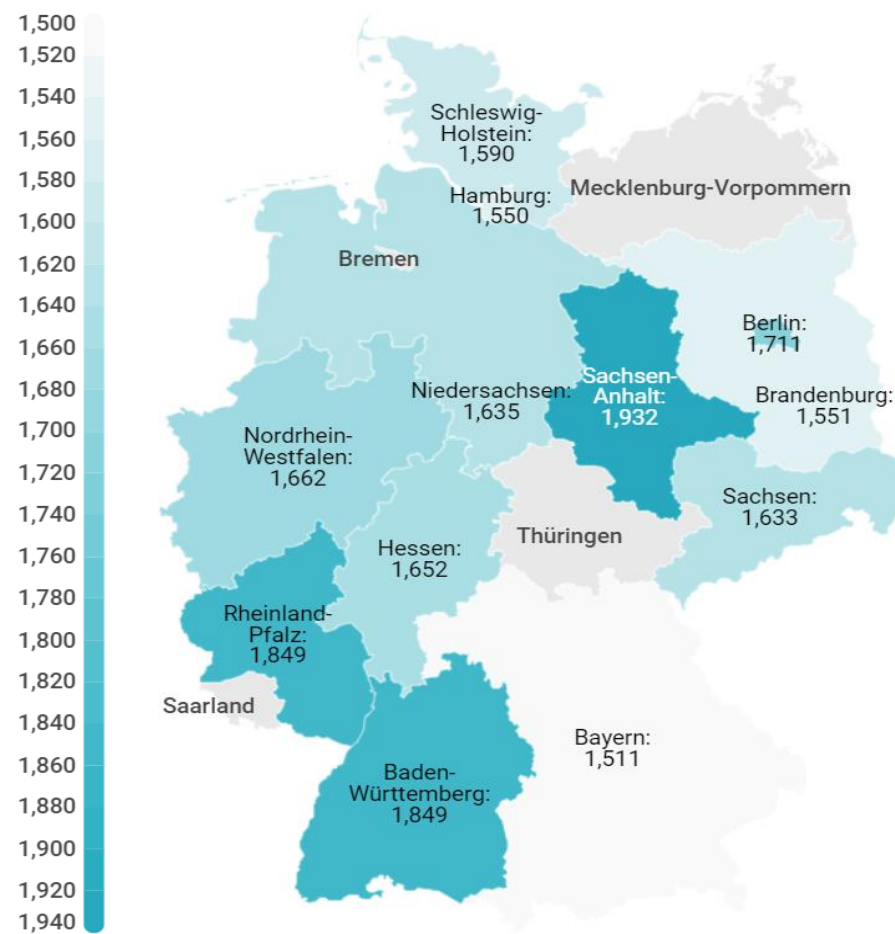 1,500
1,520
1,540
1,560
1,580
1,600
1,620
1,640
1,660
1,680
1,700
1,720
1,740
1,760
1,780
1,800
1,820
1,840
1,860
1,880
1,900
1,920
1,940
Schleswig-
Holstein:
1,590
Hamburg:
1,550
Mecklenburg-Vorpommern
Bremen
Berlin:
1,711
Niedersachsen:
1,635
Sachsen-
Anhalt:
1,932
Brandenburg:
1,551
Nordrhein-
Westfalen:
1,662
Sachsen:
1,633
Hessen:
1,652
Thüringen
Rheinland-
Pfalz:
1,849
Saarland
Baden-
Württemberg:
1,849
Bayern:
1,511